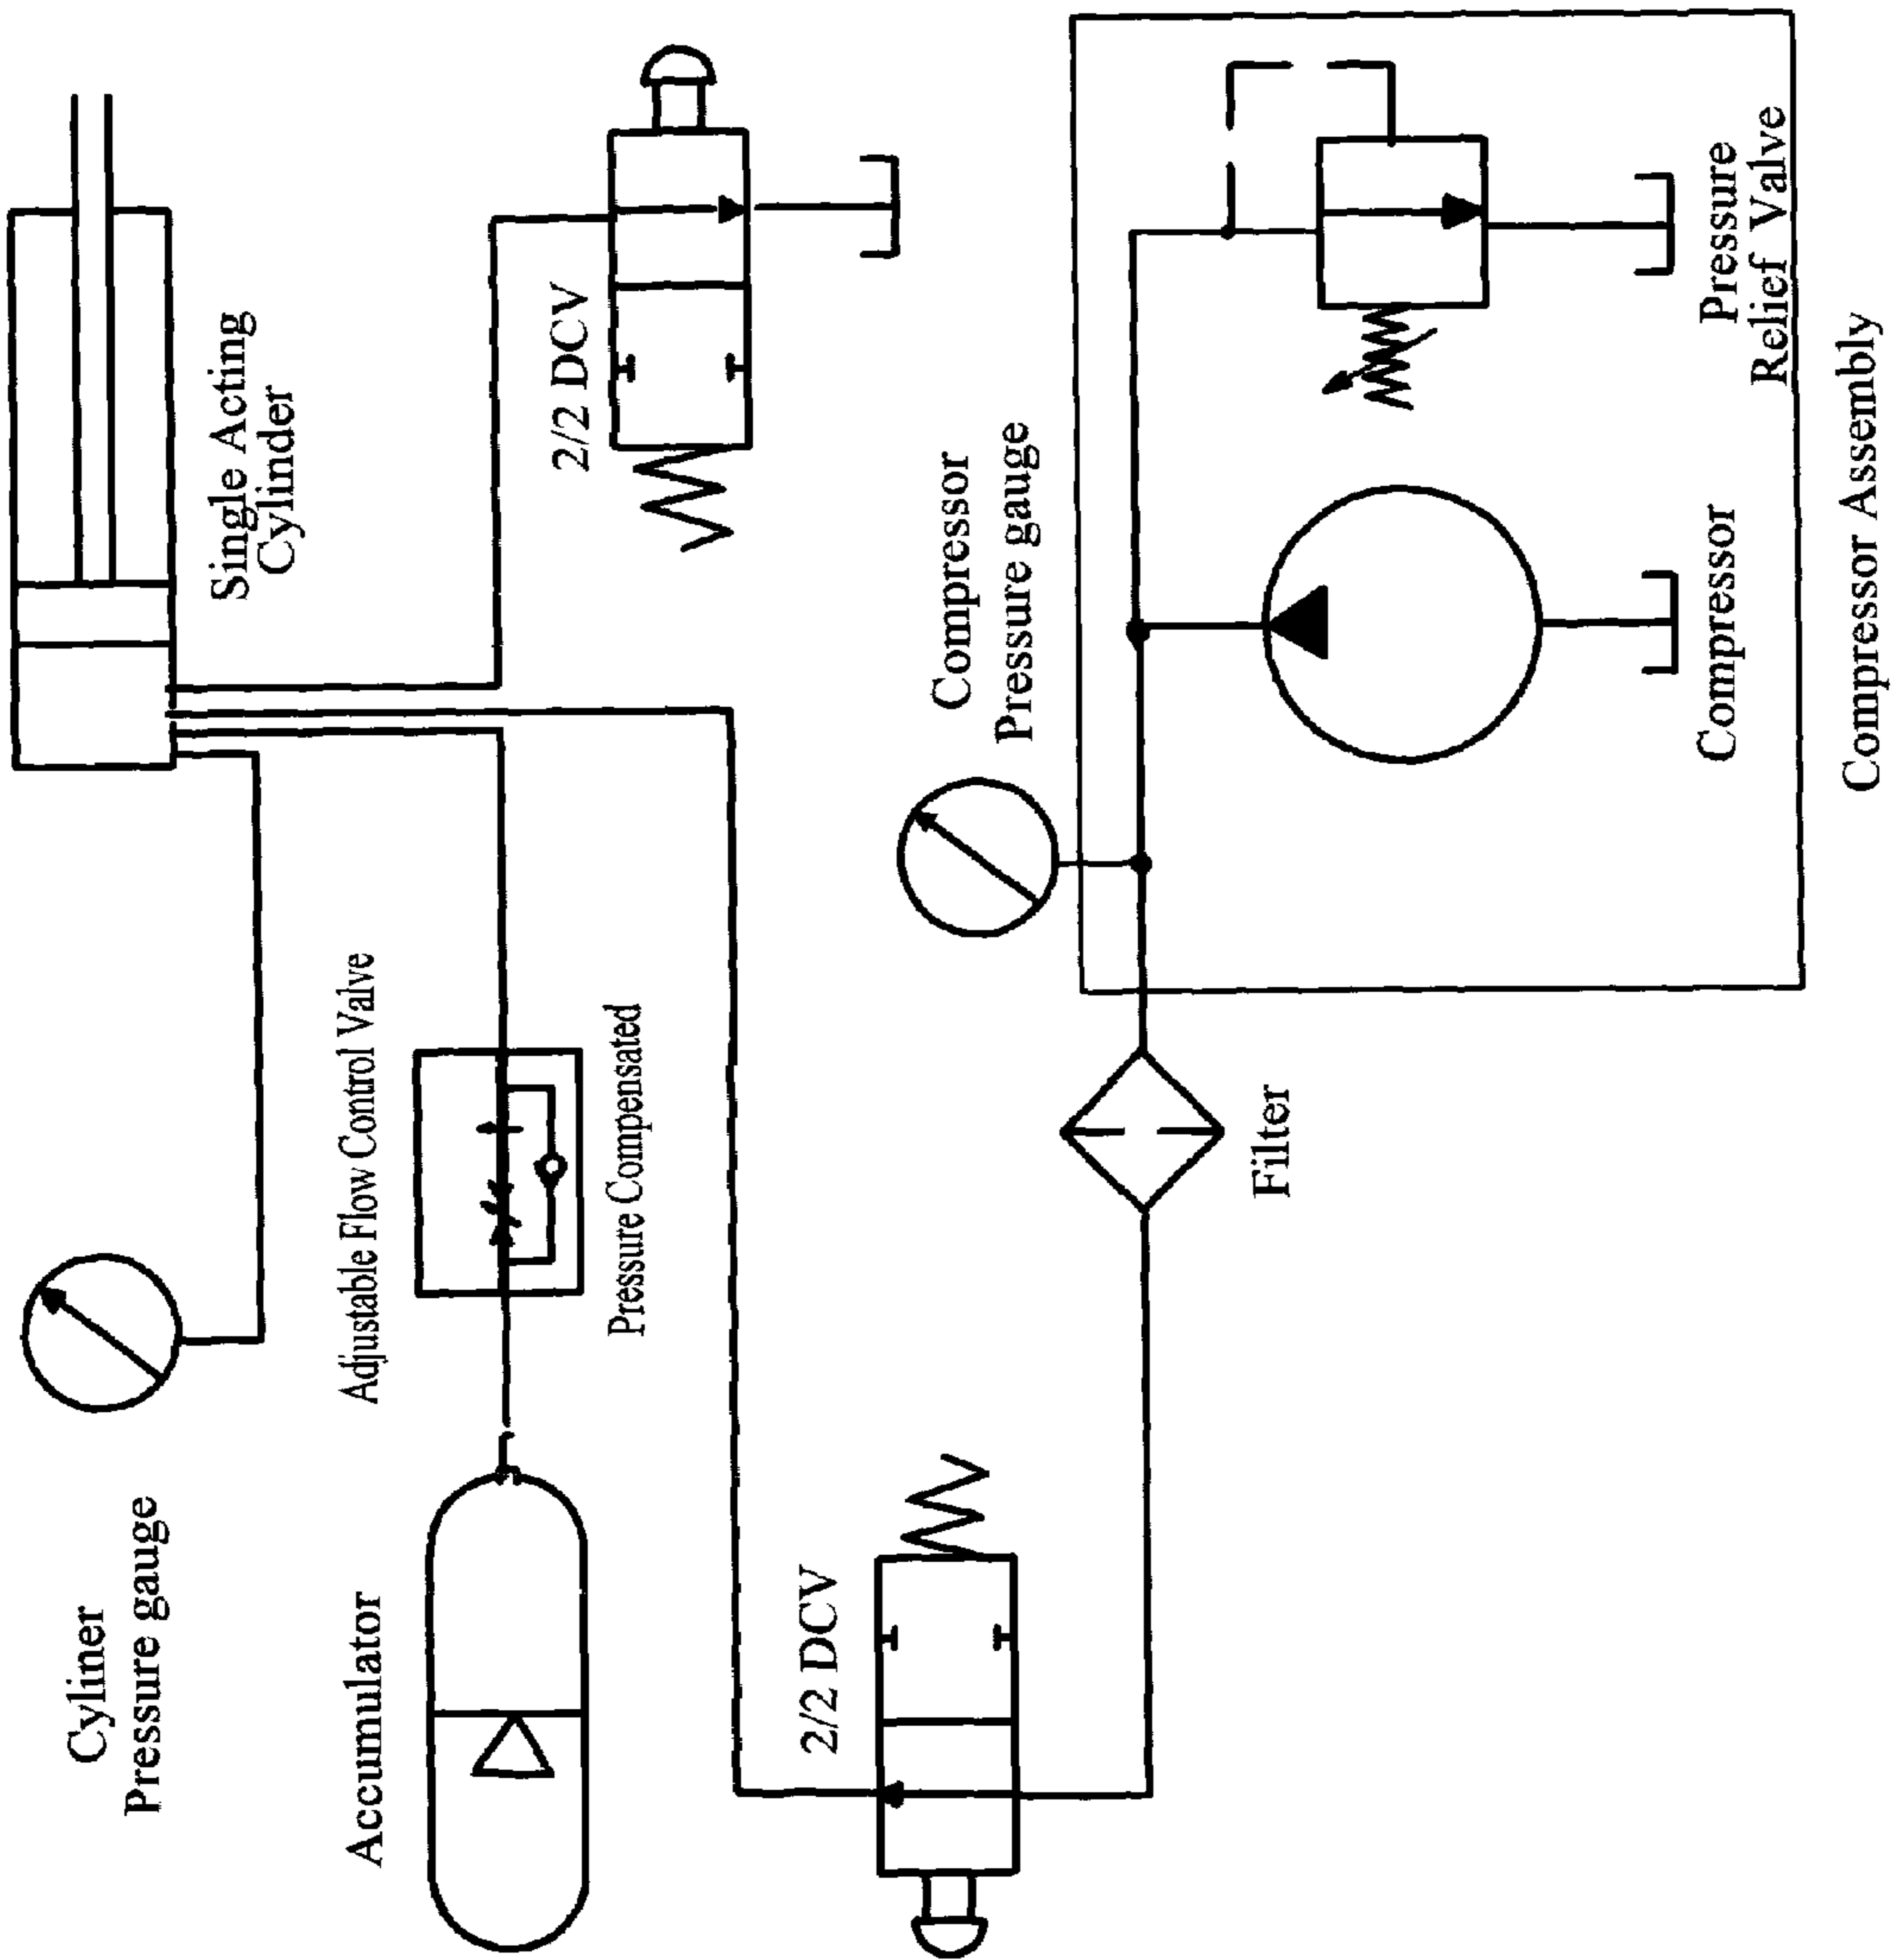 Cyliner
Pressure gauge
Accumulator
Adjustable Flow Control Valve
Pressure Compensated
Single Acting
Cylinder
2/2 DCV
2/2 DCV
Compressor
Pressure gauge
Filter
Compressor
Pressure
Relief Valve
Compressor Assembly